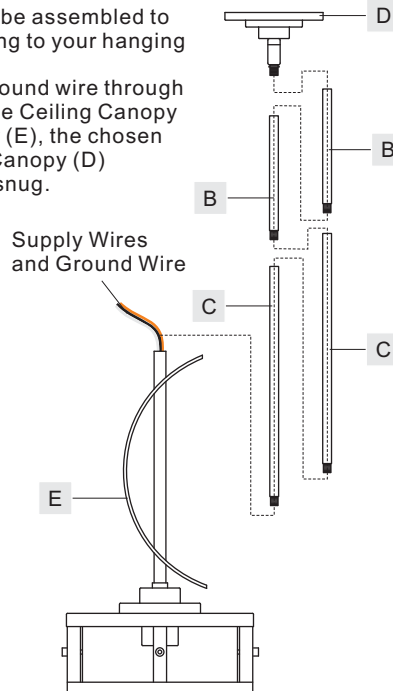 be assembled to
ng to your hanging
ound wire through
e Ceiling Canopy
(E), the chosen
Canopy (D)
snug.
D
B
B
Supply Wires
and Ground Wire
C
C
E